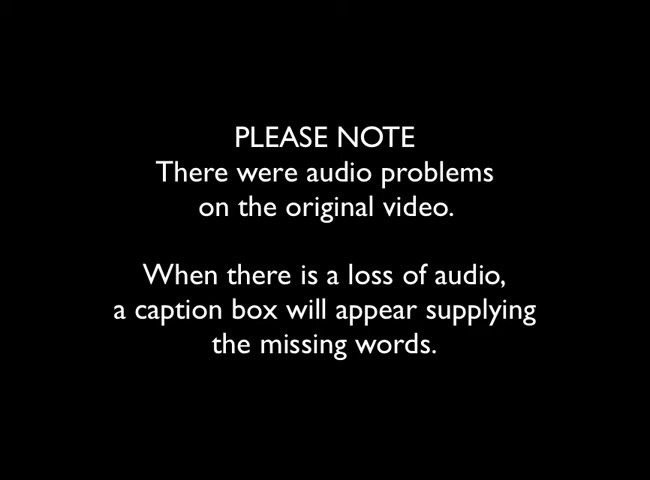 PLEASE NOTE
There were audio problems
on the original video.
When there is a loss of audio,
a caption box will appear supplying
the missing words.